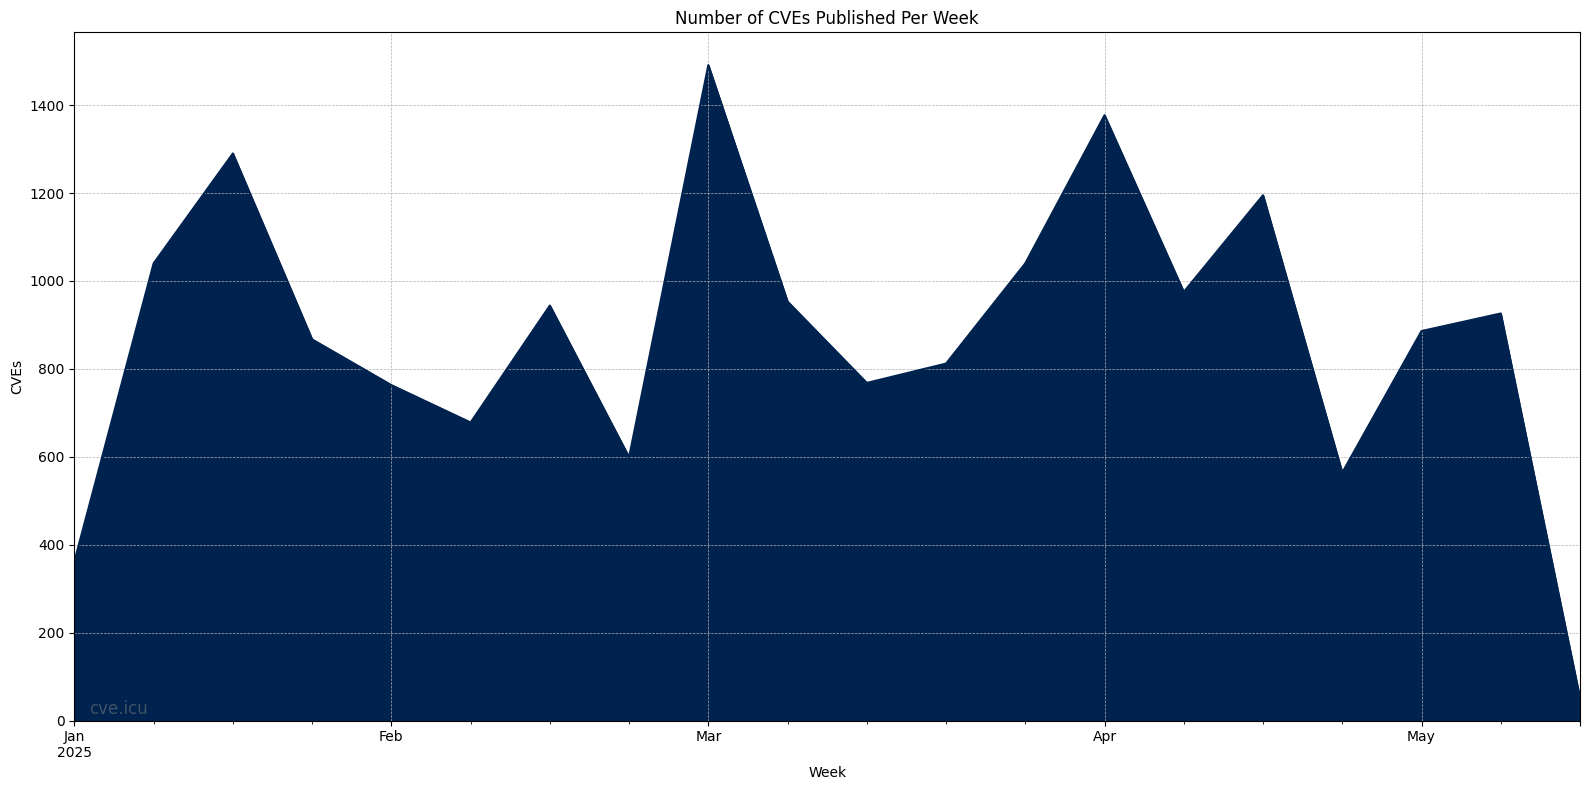 Number of CVEs Published Per Week
1400
1200
1000
800
600
400
200
0
CVEs
cve.icu
Jan
2025
Feb
Mar
Apr
May
Week